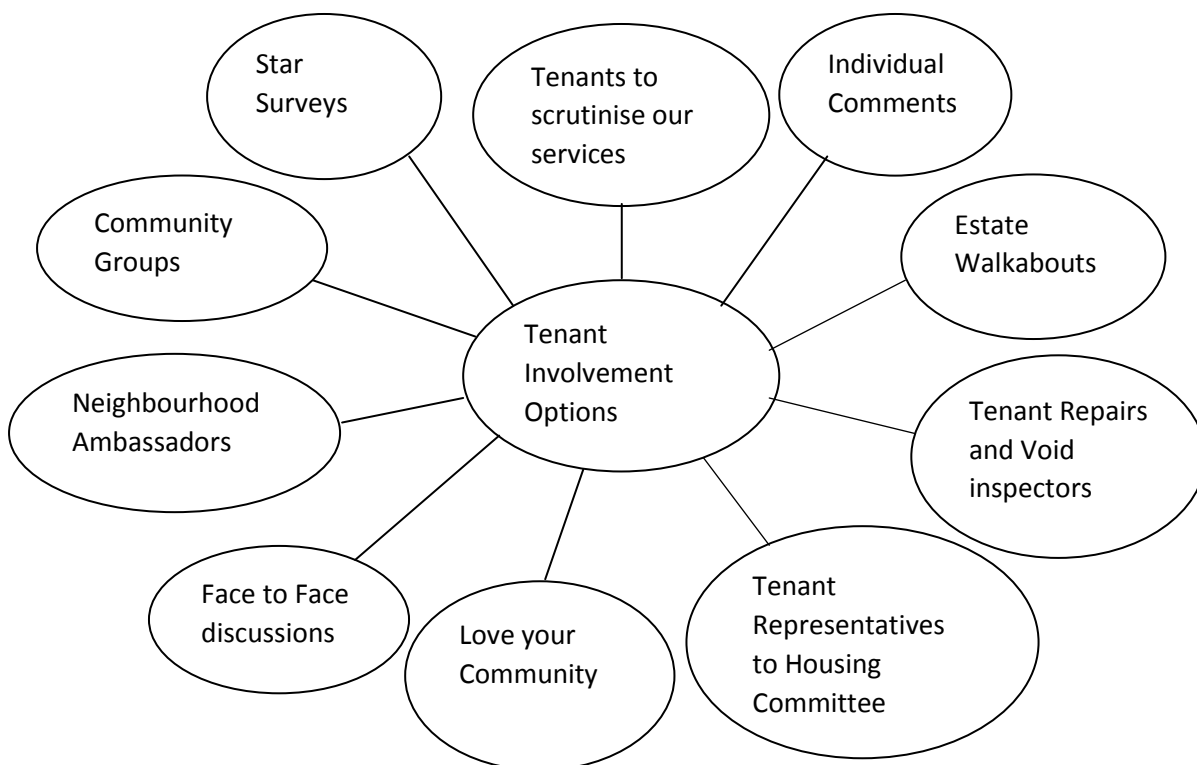 Star
Surveys
Tenants to
scrutinise our
services
Individual
Comments
Community
Groups
Estate
Walkabouts
Tenant
Involvement
Options
Neighbourhood
Ambassadors
Tenant Repairs
and Void
inspectors
Face to Face
discussions
Love your
Community
Tenant
Representatives
to Housing
Committee